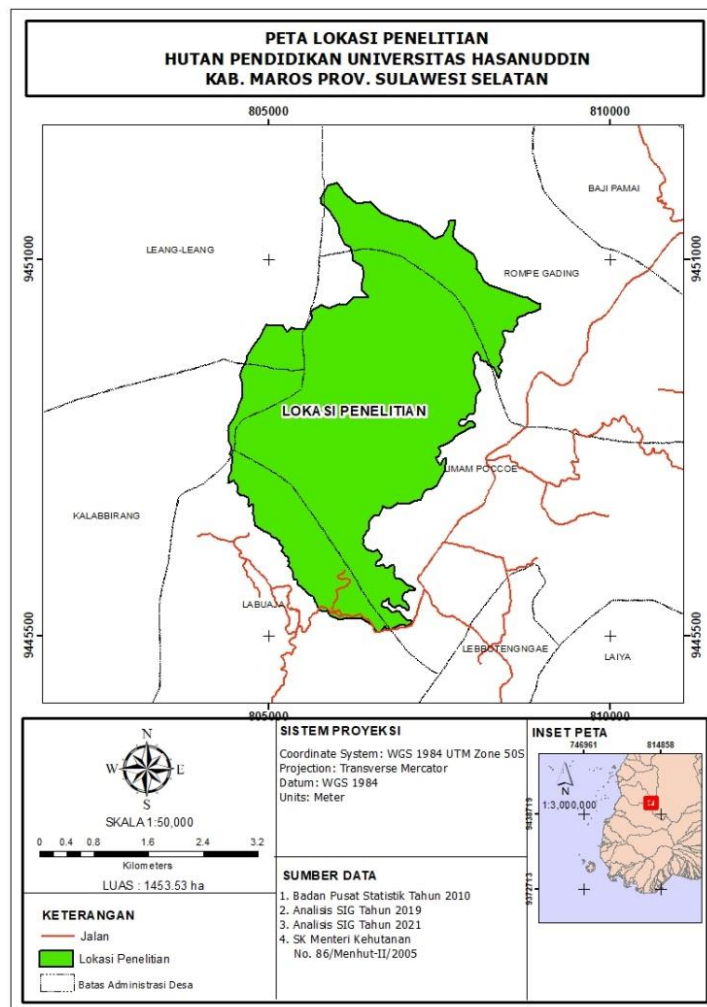 PETA LOKASI PENELITIAN
HUTAN PENDIDIKAN UNIVERSITAS HASANUDDIN
KAB. MAROS PROV. SULAWESI SELATAN
805000 810000
BAJI PAMAI
LEANG-LEANG
9451000 9451000
ROMPE GADING
LOKASI PENELITIAN
UMAM POCCOE
KALABBIRANG
LABUAJA
9445500 9445500
LEBBOTENGNGAE
LAIYA
805000 810000
N
W E
S
SKALA 1:50,000
0 0.4 0.8 1.6 2.4 3.2
Kilometers
LUAS : 1453.53 ha
KETERANGAN
Jalan
Lokasi Penelitian
Batas Administrasi Desa
SISTEM PROYEKSI
Coordinate System : WGS 1984 UTM Zone 50S
Projection: Transverse Mercator
Datum: WGS 1984
Units: Meter
SUMBER DATA
1. Badan Pusat Statistik Tahun 2010
2. Analisis SIG Tahun 2019
3. Analisis SIG Tahun 2021
4. SK Menteri Kehutanan
No. 86/Menhut-II/2005
INSET PETA
746961 814858
N
1:3,000,000
9438719
9372713